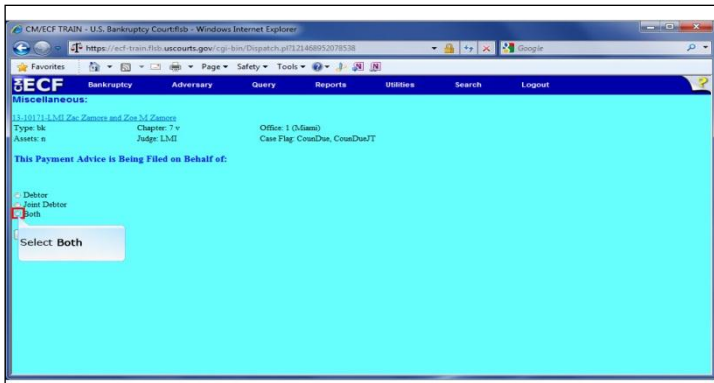 CM/ECF TRAIN - U.S. Bankruptcy Court:flsb - Windows Internet Explorer
https://ecf-train.flsb.uscourts.gov/cgi-bin/Dispatch.pl?121468952078538
Google
Favorites Page Safety Tools
ECF Bankruptcy Adversary Query Reports Utilities Search Logout
Miscellaneous:
13-10171-LMI Zac Zamore and Zoe M Zamore
Type: bk Chapter: 7 v Office: 1 (Miami)
Assets: n Judge: LMI Case Flag: CounDue, CounDueJT
This Payment Advice is Being Filed on Behalf of:
Debtor
Joint Debtor
Both
Select Both